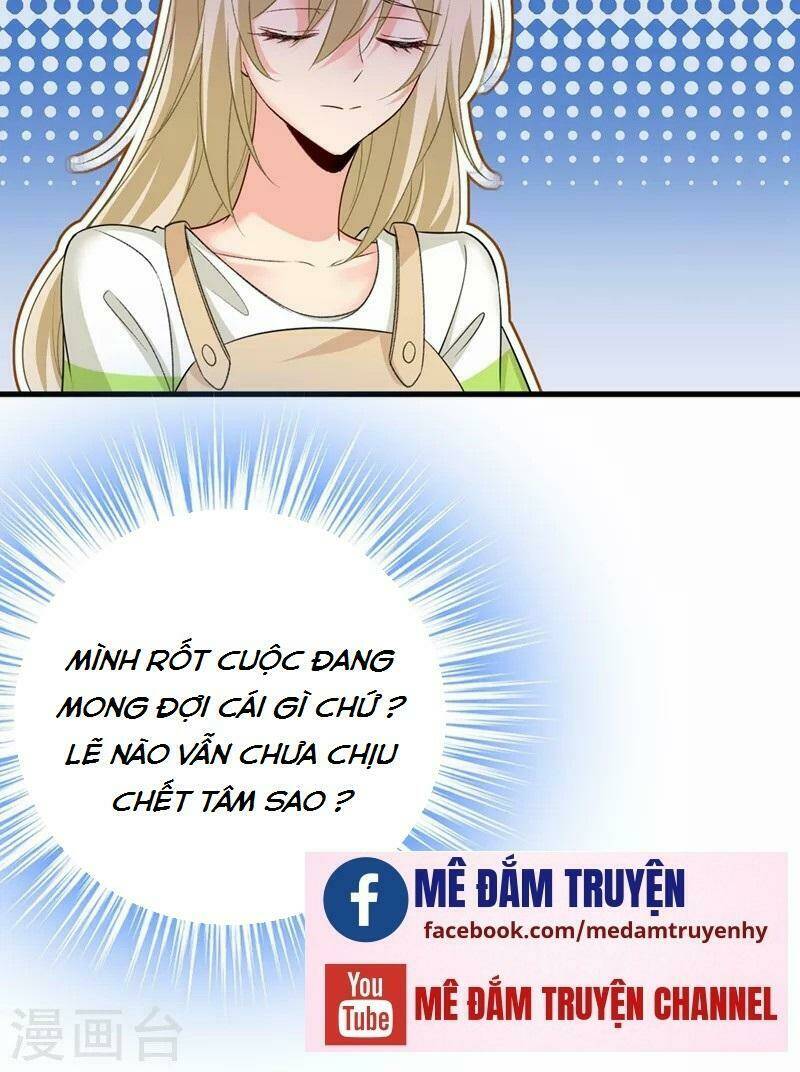 MÌNH RỐT CUỘC ĐANG
MONG ĐỢI CÁI GÌ CHỨ ?
LẼ NÀO VẪN CHƯA CHỊU
CHẾT TÂM SAO ?
f MÊ ĐẮM TRUYỆN
facebook.com/medamtruyenhy
You
Tube
MÊ ĐẮM TRUYỆN CHANNEL
漫画台